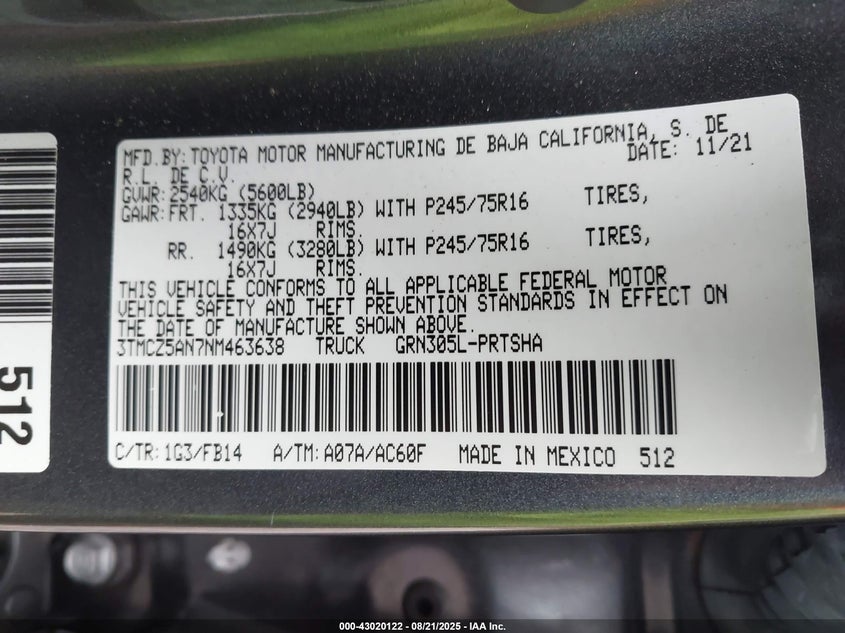 MFD.BY:TOYOTA MOTOR MANUFACTURING DE BAJA CALIFORNIA, S. DE
R.L. DE C.V. DATE: 11/21
GVWR:2540KG (5600LB)
GAWR:FRT. 1335KG (2940LB) WITH P245/75R16 TIRES,
16X7J RIMS.
RR. 1490KG (3280LB) WITH P245/75R16 TIRES,
16X7J RIMS.
THIS VEHICLE CONFORMS TO ALL APPLICABLE FEDERAL MOTOR
VEHICLE SAFETY AND THEFT PREVENTION STANDARDS IN EFFECT ON
THE DATE OF MANUFACTURE SHOWN ABOVE.
3TMCZ5AN7NM463638 TRUCK GRN305L-PRTSHA
C/TR:1G3/FB14 A/TM:A07A/AC60F MADE IN MEXICO 512
512
000-43020122 - 08/21/2025 - IAA Inc.